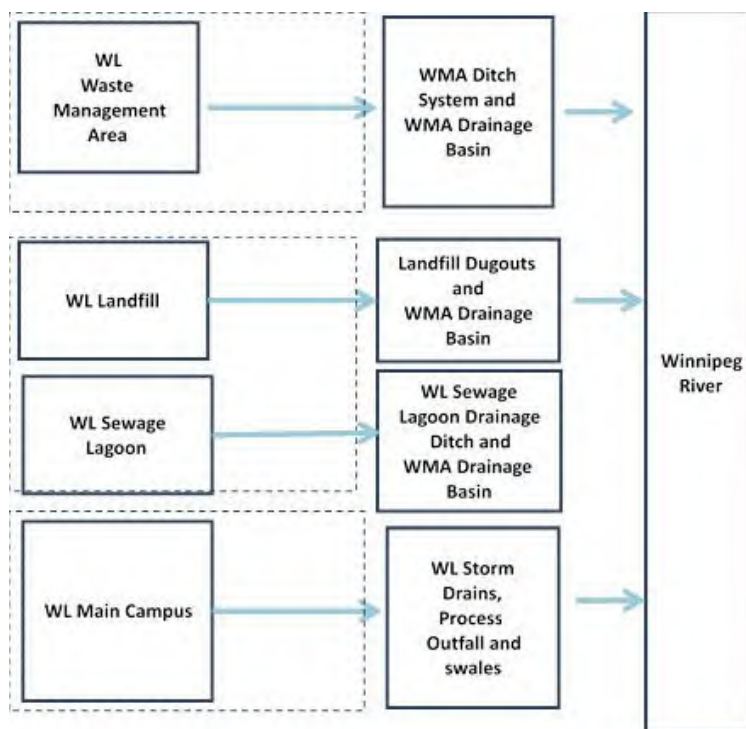 WL
Waste
Management
Area
WMA Ditch
System and
WMA Drainage
Basin
WL Landfill
Landfill Dugouts
and
WMA Drainage
Basin
Winnipeg
River
WL Sewage
Lagoon
WL Sewage
Lagoon Drainage
Ditch and
WMA Drainage
Basin
WL Main Campus
WL Storm
Drains,
Process
Outfall and
swales